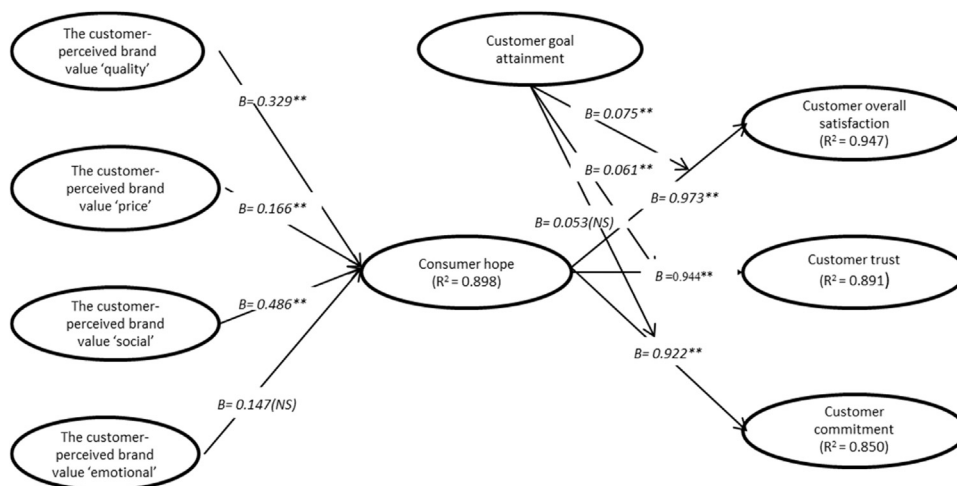 The customer-
perceived brand
value ‘quality’
B= 0.329**
The customer-
perceived brand
value ‘price’
B= 0.166**
The customer-
perceived brand
value ‘social’
B= 0.486**
The customer-
perceived brand
value ‘emotional’
B= 0.147(NS)
Consumer hope
(R² = 0.898)
Customer goal
attainment
B= 0.075**
B= 0.061**
B= 0.053(NS)
B= 0.973**
B =0.944**
B= 0.922**
Customer overall
satisfaction
(R² = 0.947)
Customer trust
(R² = 0.891)
Customer
commitment
(R² = 0.850)